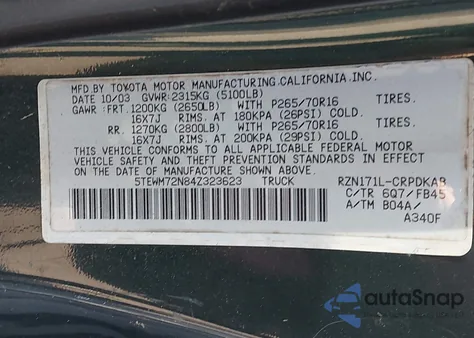 MFD.BY TOYOTA MOTOR MANUFACTURING,CALIFORNIA,INC.
DATE 10/03 GVWR:2315KG (5100LB)
GAWR : FRT.1200KG (2650LB) WITH P265/70R16 TIRES.
16X7J RIMS. AT 180KPA (26PSI) COLD.
RR. 1270KG (2800LB) WITH P265/70R16 TIRES.
16X7J RIMS. AT 200KPA (29PSI) COLD.
THIS VEHICLE CONFORMS TO ALL APPLICABLE FEDERAL MOTOR
VEHICLE SAFETY AND THEFT PREVENTION STANDARDS IN
EFFECT ON THE DATE OF MANUFACTURE SHOWN ABOVE.
5TEWM72N84Z323623 TRUCK RZN171L-CRPDKAB
C/TR 6Q7/FB45
A/TM B04A/
A340F
autoSnap